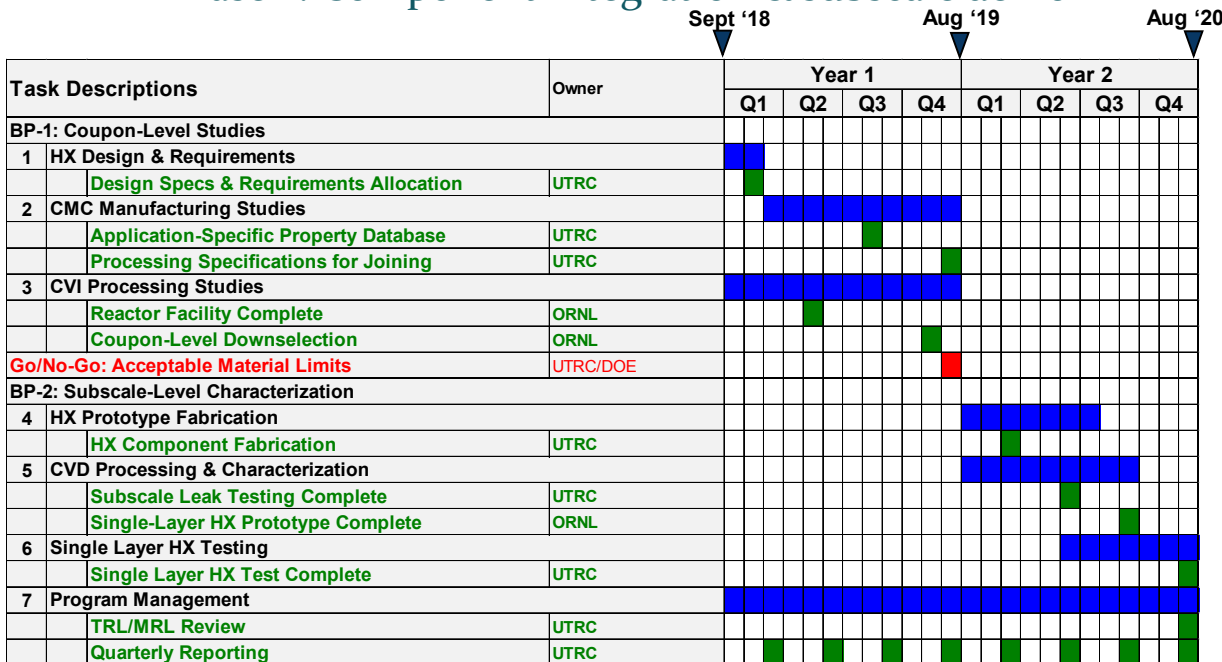 Sept ‘18 Aug ‘19 Aug ‘20
Task Descriptions Owner Year 1 Year 2
Q1 Q2 Q3 Q4 Q1 Q2 Q3 Q4
BP-1: Coupon-Level Studies
1 HX Design & Requirements
Design Specs & Requirements Allocation UTRC
2 CMC Manufacturing Studies
Application-Specific Property Database UTRC
Processing Specifications for Joining UTRC
3 CVI Processing Studies
Reactor Facility Complete ORNL
Coupon-Level Downselection ORNL
Go/No-Go: Acceptable Material Limits UTRC/DOE
BP-2: Subscale-Level Characterization
4 HX Prototype Fabrication
HX Component Fabrication UTRC
5 CVD Processing & Characterization
Subscale Leak Testing Complete UTRC
Single-Layer HX Prototype Complete ORNL
6 Single Layer HX Testing
Single Layer HX Test Complete UTRC
7 Program Management
TRL/MRL Review UTRC
Quarterly Reporting UTRC